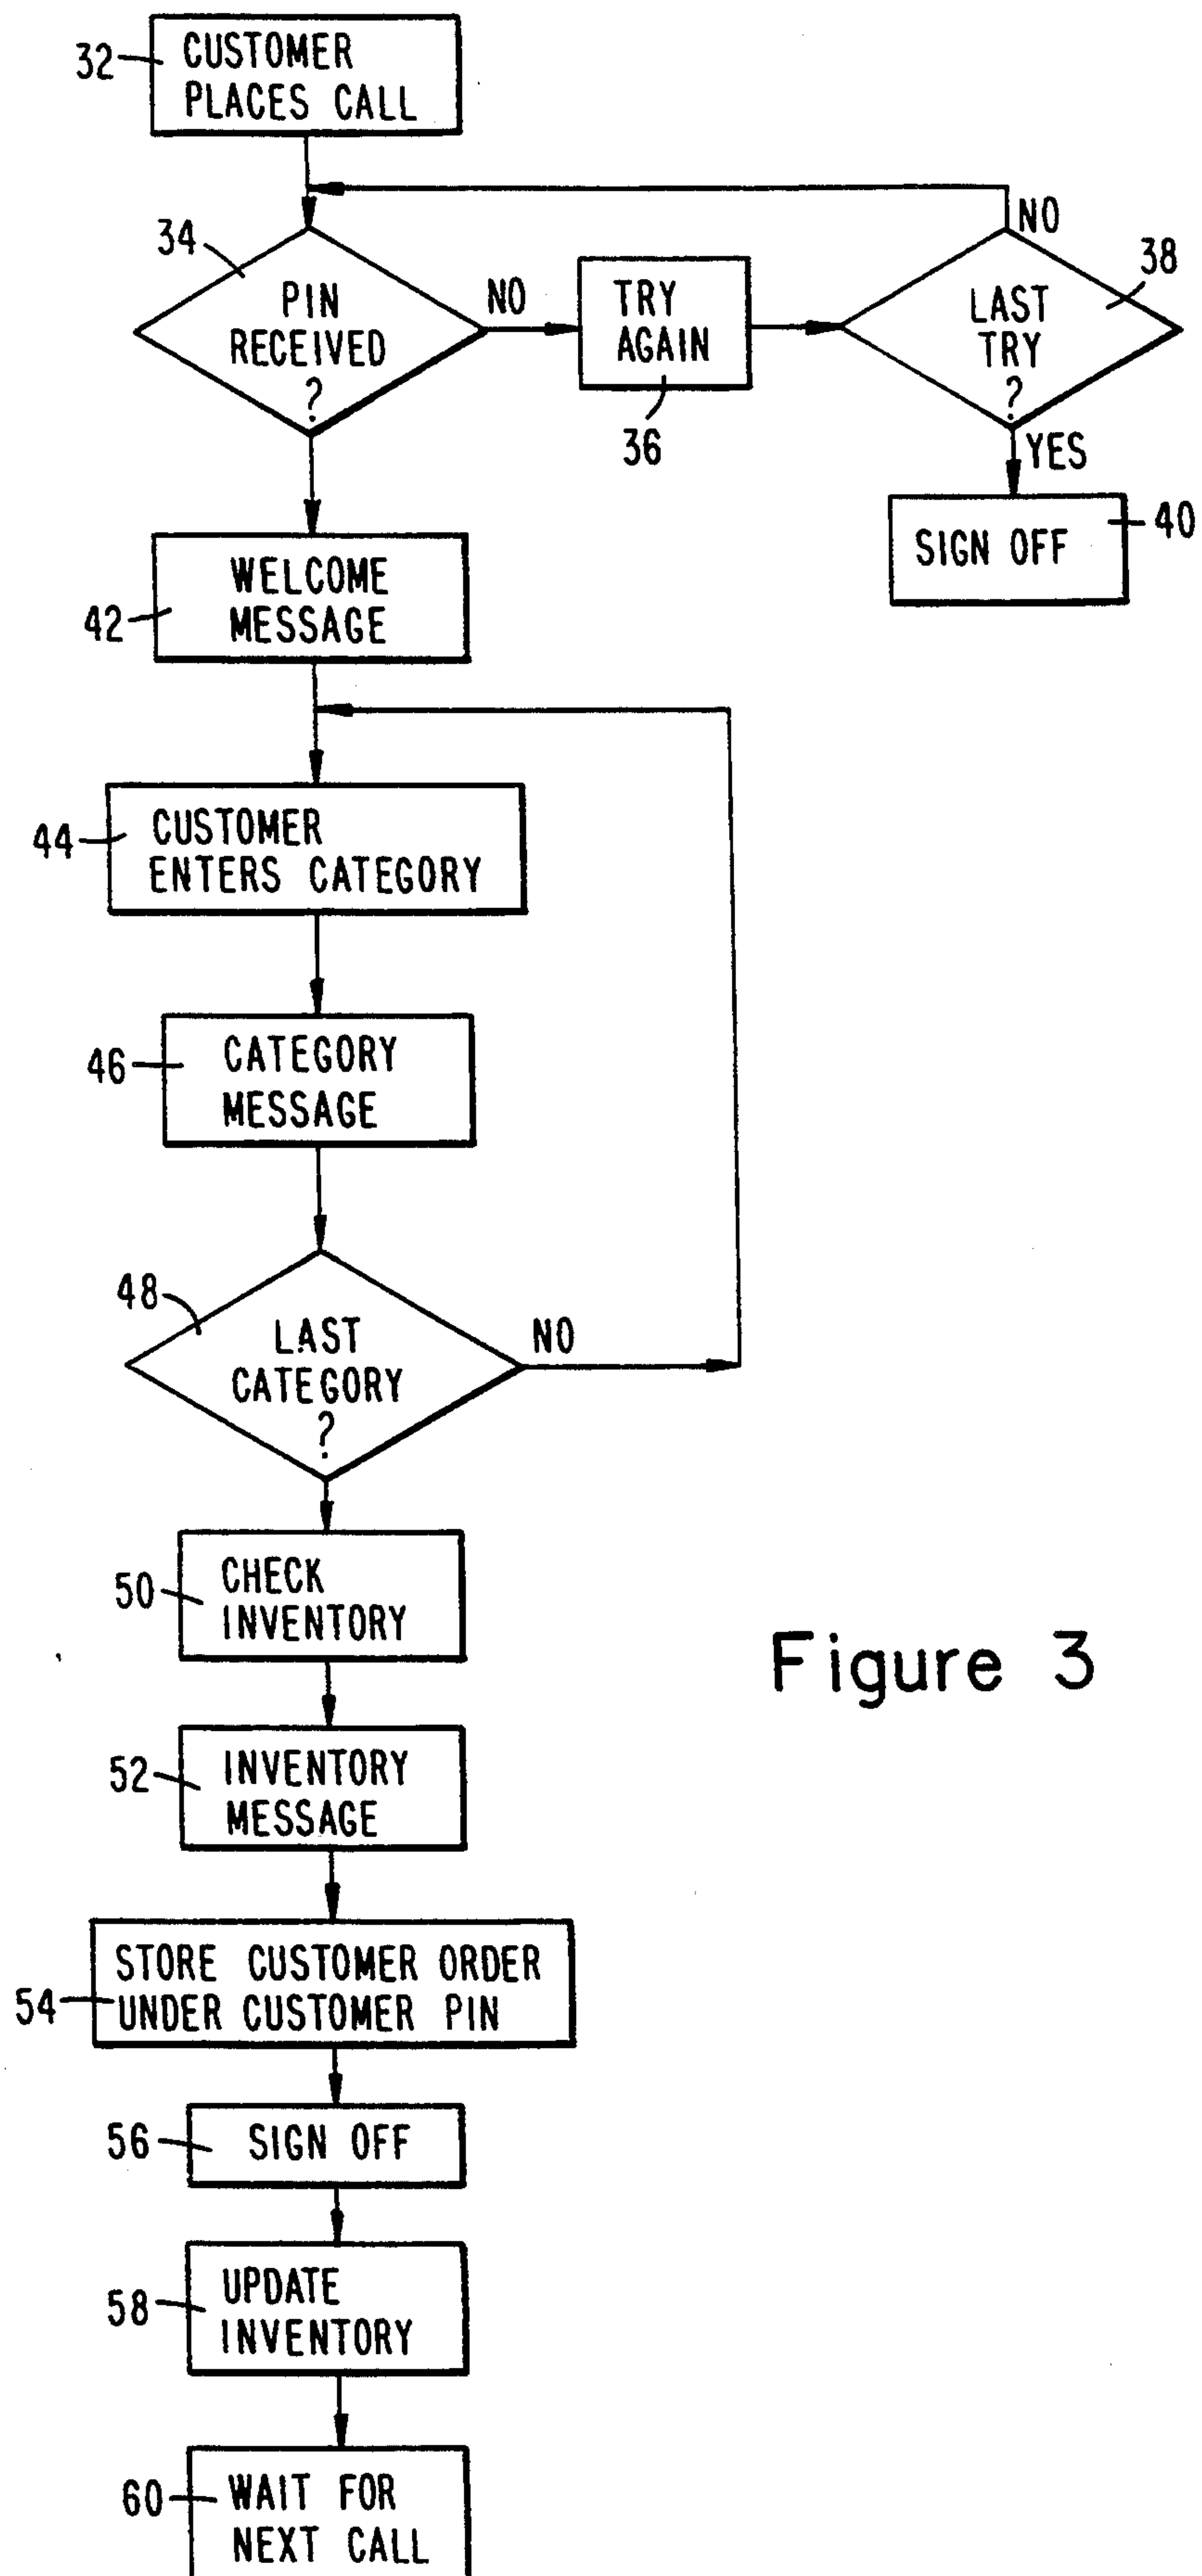 32
CUSTOMER
PLACES CALL
34
PIN
RECEIVED
?
NO
TRY
AGAIN
36
NO
38
LAST
TRY
?
YES
SIGN OFF
40
42
WELCOME
MESSAGE
44
CUSTOMER
ENTERS CATEGORY
46
CATEGORY
MESSAGE
48
LAST
CATEGORY
?
NO
50
CHECK
INVENTORY
52
INVENTORY
MESSAGE
54
STORE CUSTOMER ORDER
UNDER CUSTOMER PIN
56
SIGN OFF
58
UPDATE
INVENTORY
60
WAIT FOR
NEXT CALL
Figure 3